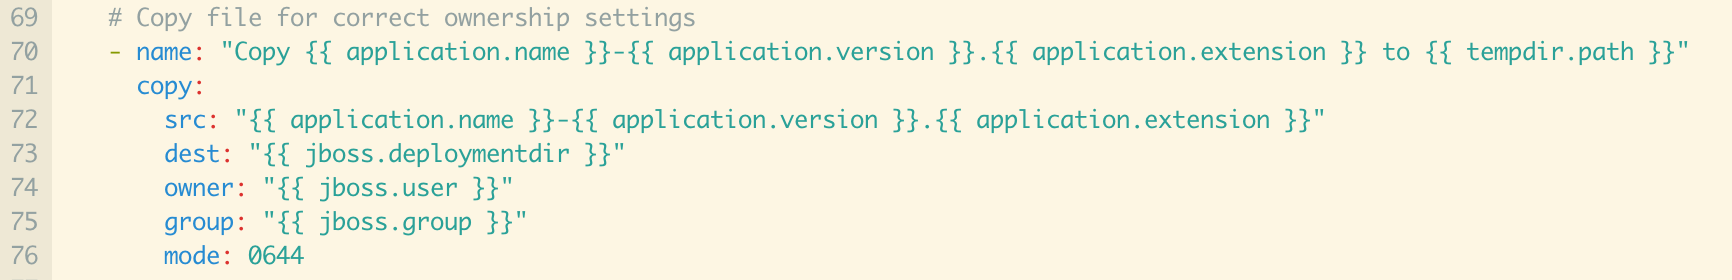 69 # Copy file for correct ownership settings
70 - name: "Copy {{ application.name }}-{{ application.version }}.{{ application.extension }} to {{ tempdir.path }}"
71 copy:
72 src: "{{ application.name }}-{{ application.version }}.{{ application.extension }}"
73 dest: "{{ jboss.deploymentdir }}"
74 owner: "{{ jboss.user }}"
75 group: "{{ jboss.group }}"
76 mode: 0644